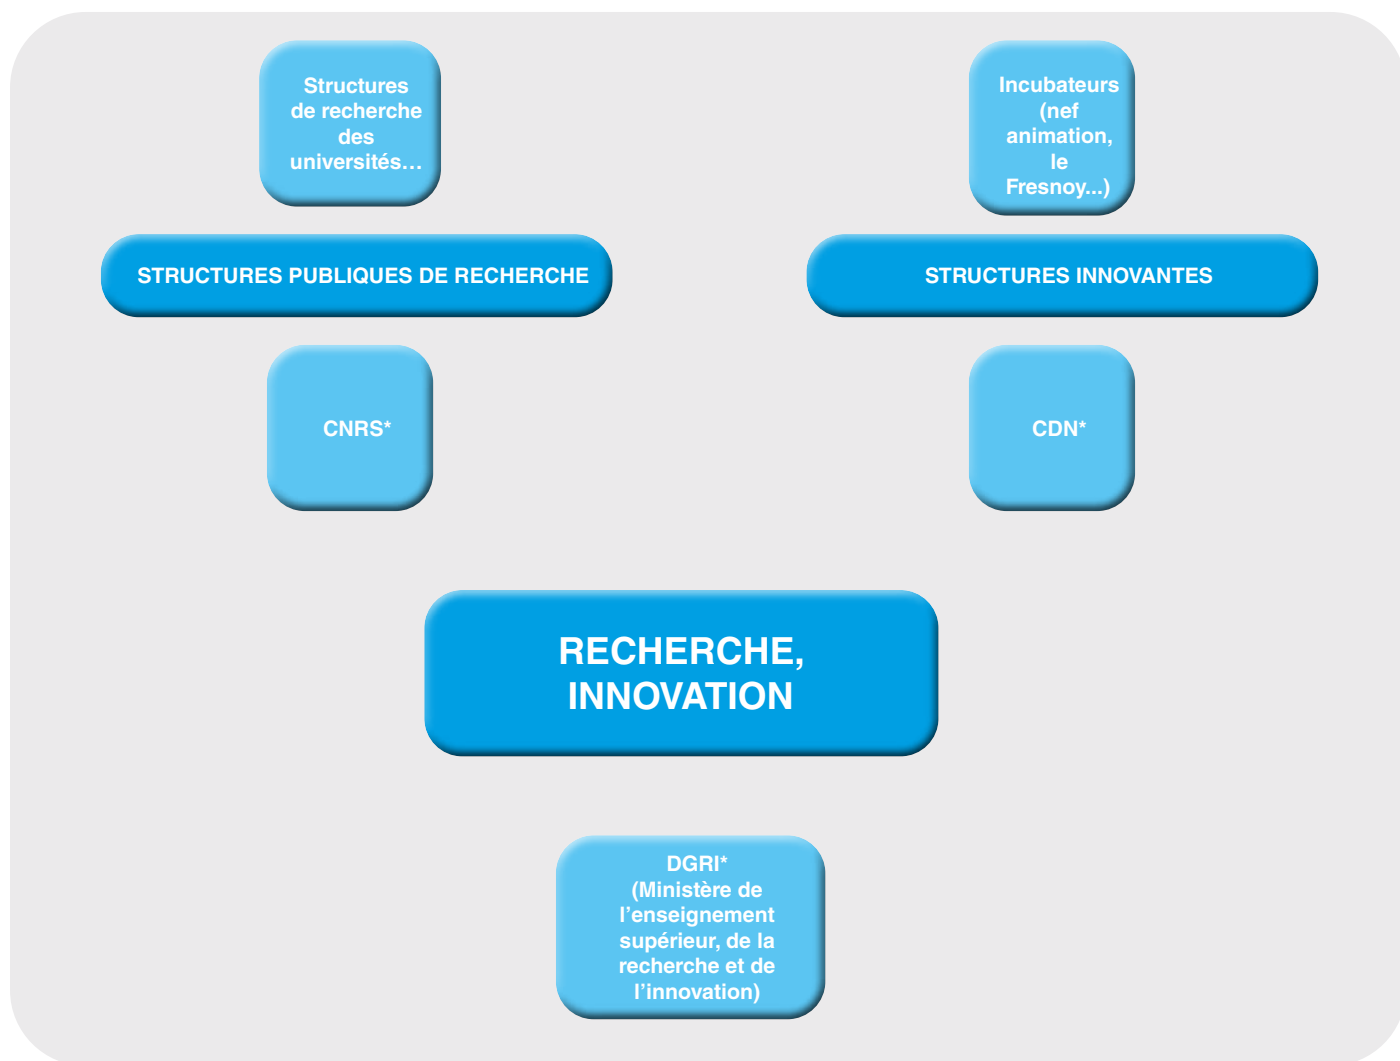 Structures
de recherche
des
universités…
Incubateurs
(nef
animation,
le
Fresnoy...)
STRUCTURES PUBLIQUES DE RECHERCHE
STRUCTURES INNOVANTES
CNRS*
CDN*
RECHERCHE,
INNOVATION
DGRI*
(Ministère de
l’enseignement
supérieur, de la
recherche et de
l’innovation)